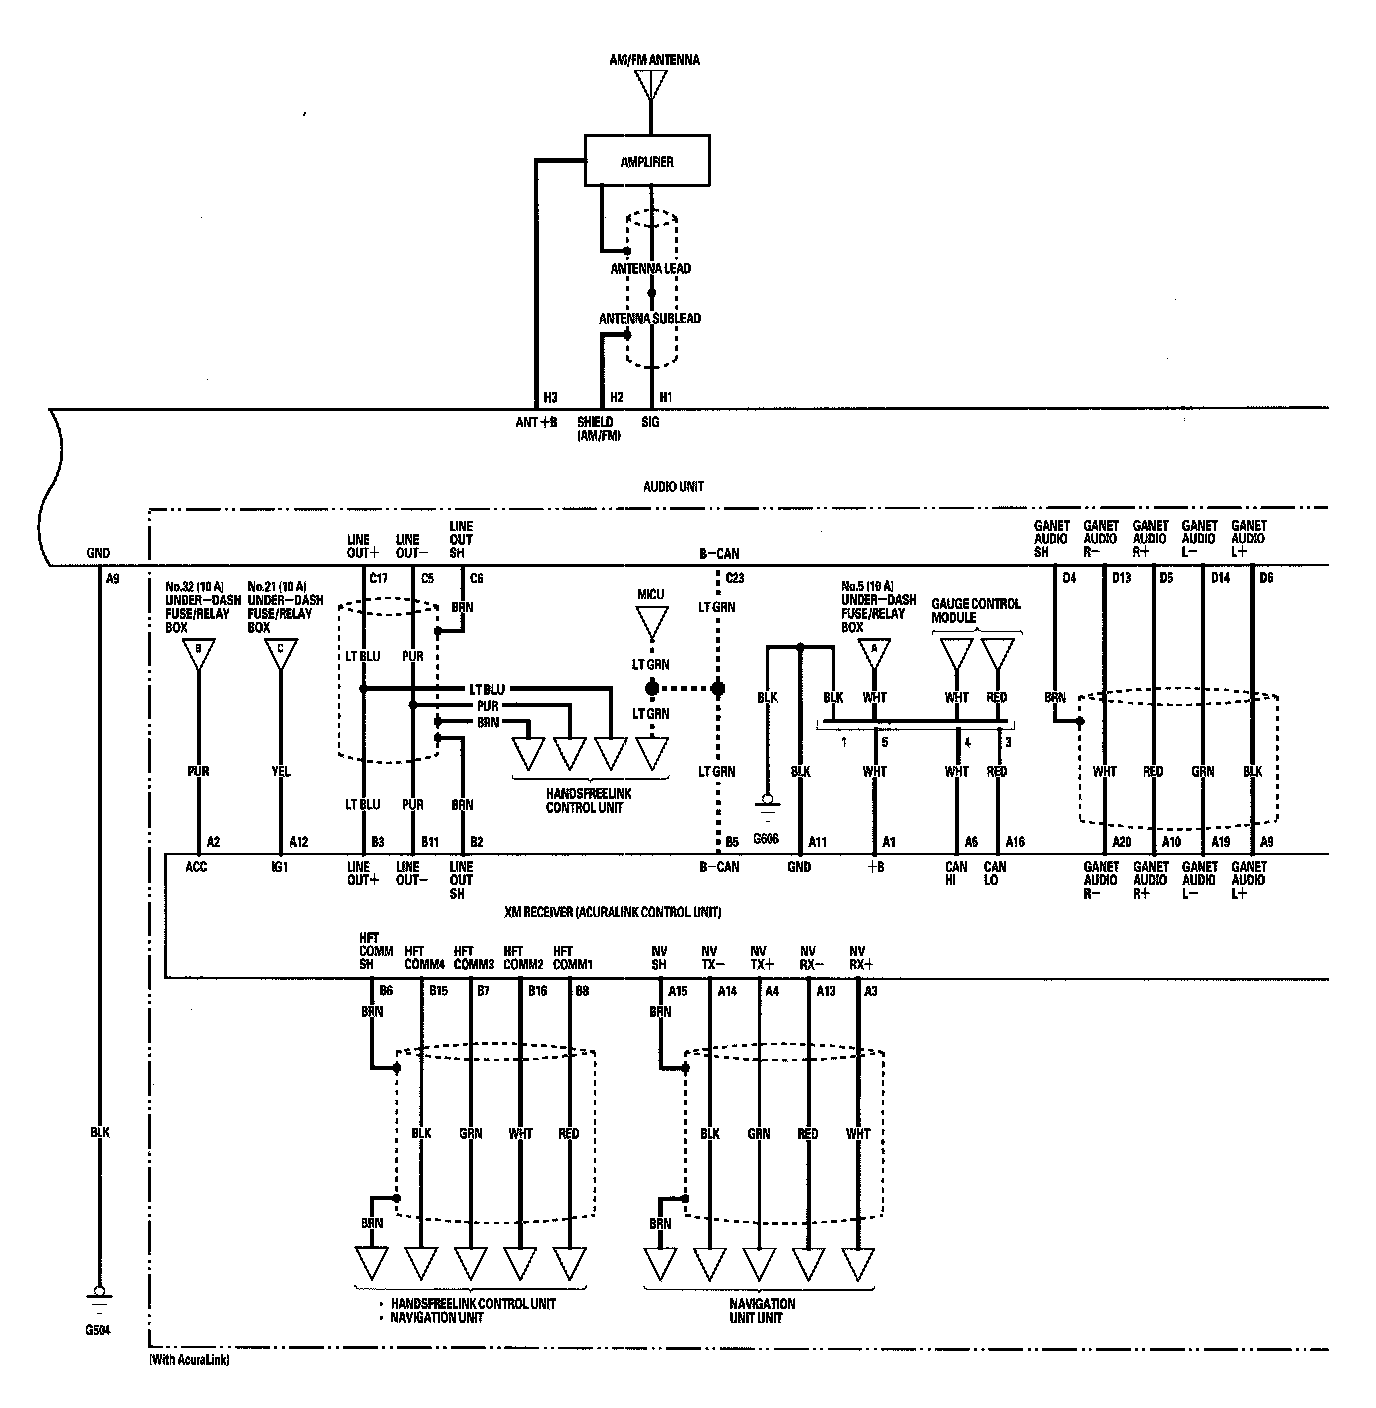 AM/FM ANTENNA
AMPLIFIER
ANTENNA LEAD
ANTENNA SUBLEAD
H3 H2 H1
ANT +B SHIELD (AM/FM) SIG
AUDIO UNIT
GND
LINE OUT+
LINE OUT−
LINE OUT SH
B−CAN
GANET AUDIO SH
GANET AUDIO R−
GANET AUDIO R+
GANET AUDIO L−
GANET AUDIO L+
A9 C17 C5 C6 C23 D4 D13 D5 D14 D6
No.32 (10 A)
UNDER−DASH
FUSE/RELAY
BOX
B
No.21 (10 A)
UNDER−DASH
FUSE/RELAY
BOX
C
BRN
MICU
LT GRN
No.5 (10 A)
UNDER−DASH
FUSE/RELAY
BOX
A
GAUGE CONTROL
MODULE
LT BLU PUR
LT GRN
LT BLU
PUR
BRN
LT GRN
BLK BLK WHT WHT RED BRN
1 5 4 3
PUR YEL
LT GRN BLK WHT WHT RED WHT RED GRN BLK
HANDSFREELINK
CONTROL UNIT
LT BLU PUR BRN
G606
A2 A12 B3 B11 B2 B5 A11 A1 A6 A16 A20 A10 A19 A9
ACC
IG1
LINE OUT+
LINE OUT−
LINE OUT SH
B−CAN
GND
+B
CAN HI
CAN LO
GANET AUDIO R−
GANET AUDIO R+
GANET AUDIO L−
GANET AUDIO L+
XM RECEIVER (ACURALINK CONTROL UNIT)
HFT COMM SH
HFT COMM4
HFT COMM3
HFT COMM2
HFT COMM1
NV SH
NV TX−
NV TX+
NV RX−
NV RX+
B6 B15 B7 B16 B8 A15 A14 A4 A13 A3
BRN BRN
BLK
BLK GRN WHT RED BLK GRN RED WHT
BRN BRN
• HANDSFREELINK CONTROL UNIT
• NAVIGATION UNIT
NAVIGATION
UNIT UNIT
G504
(With AcuraLink)